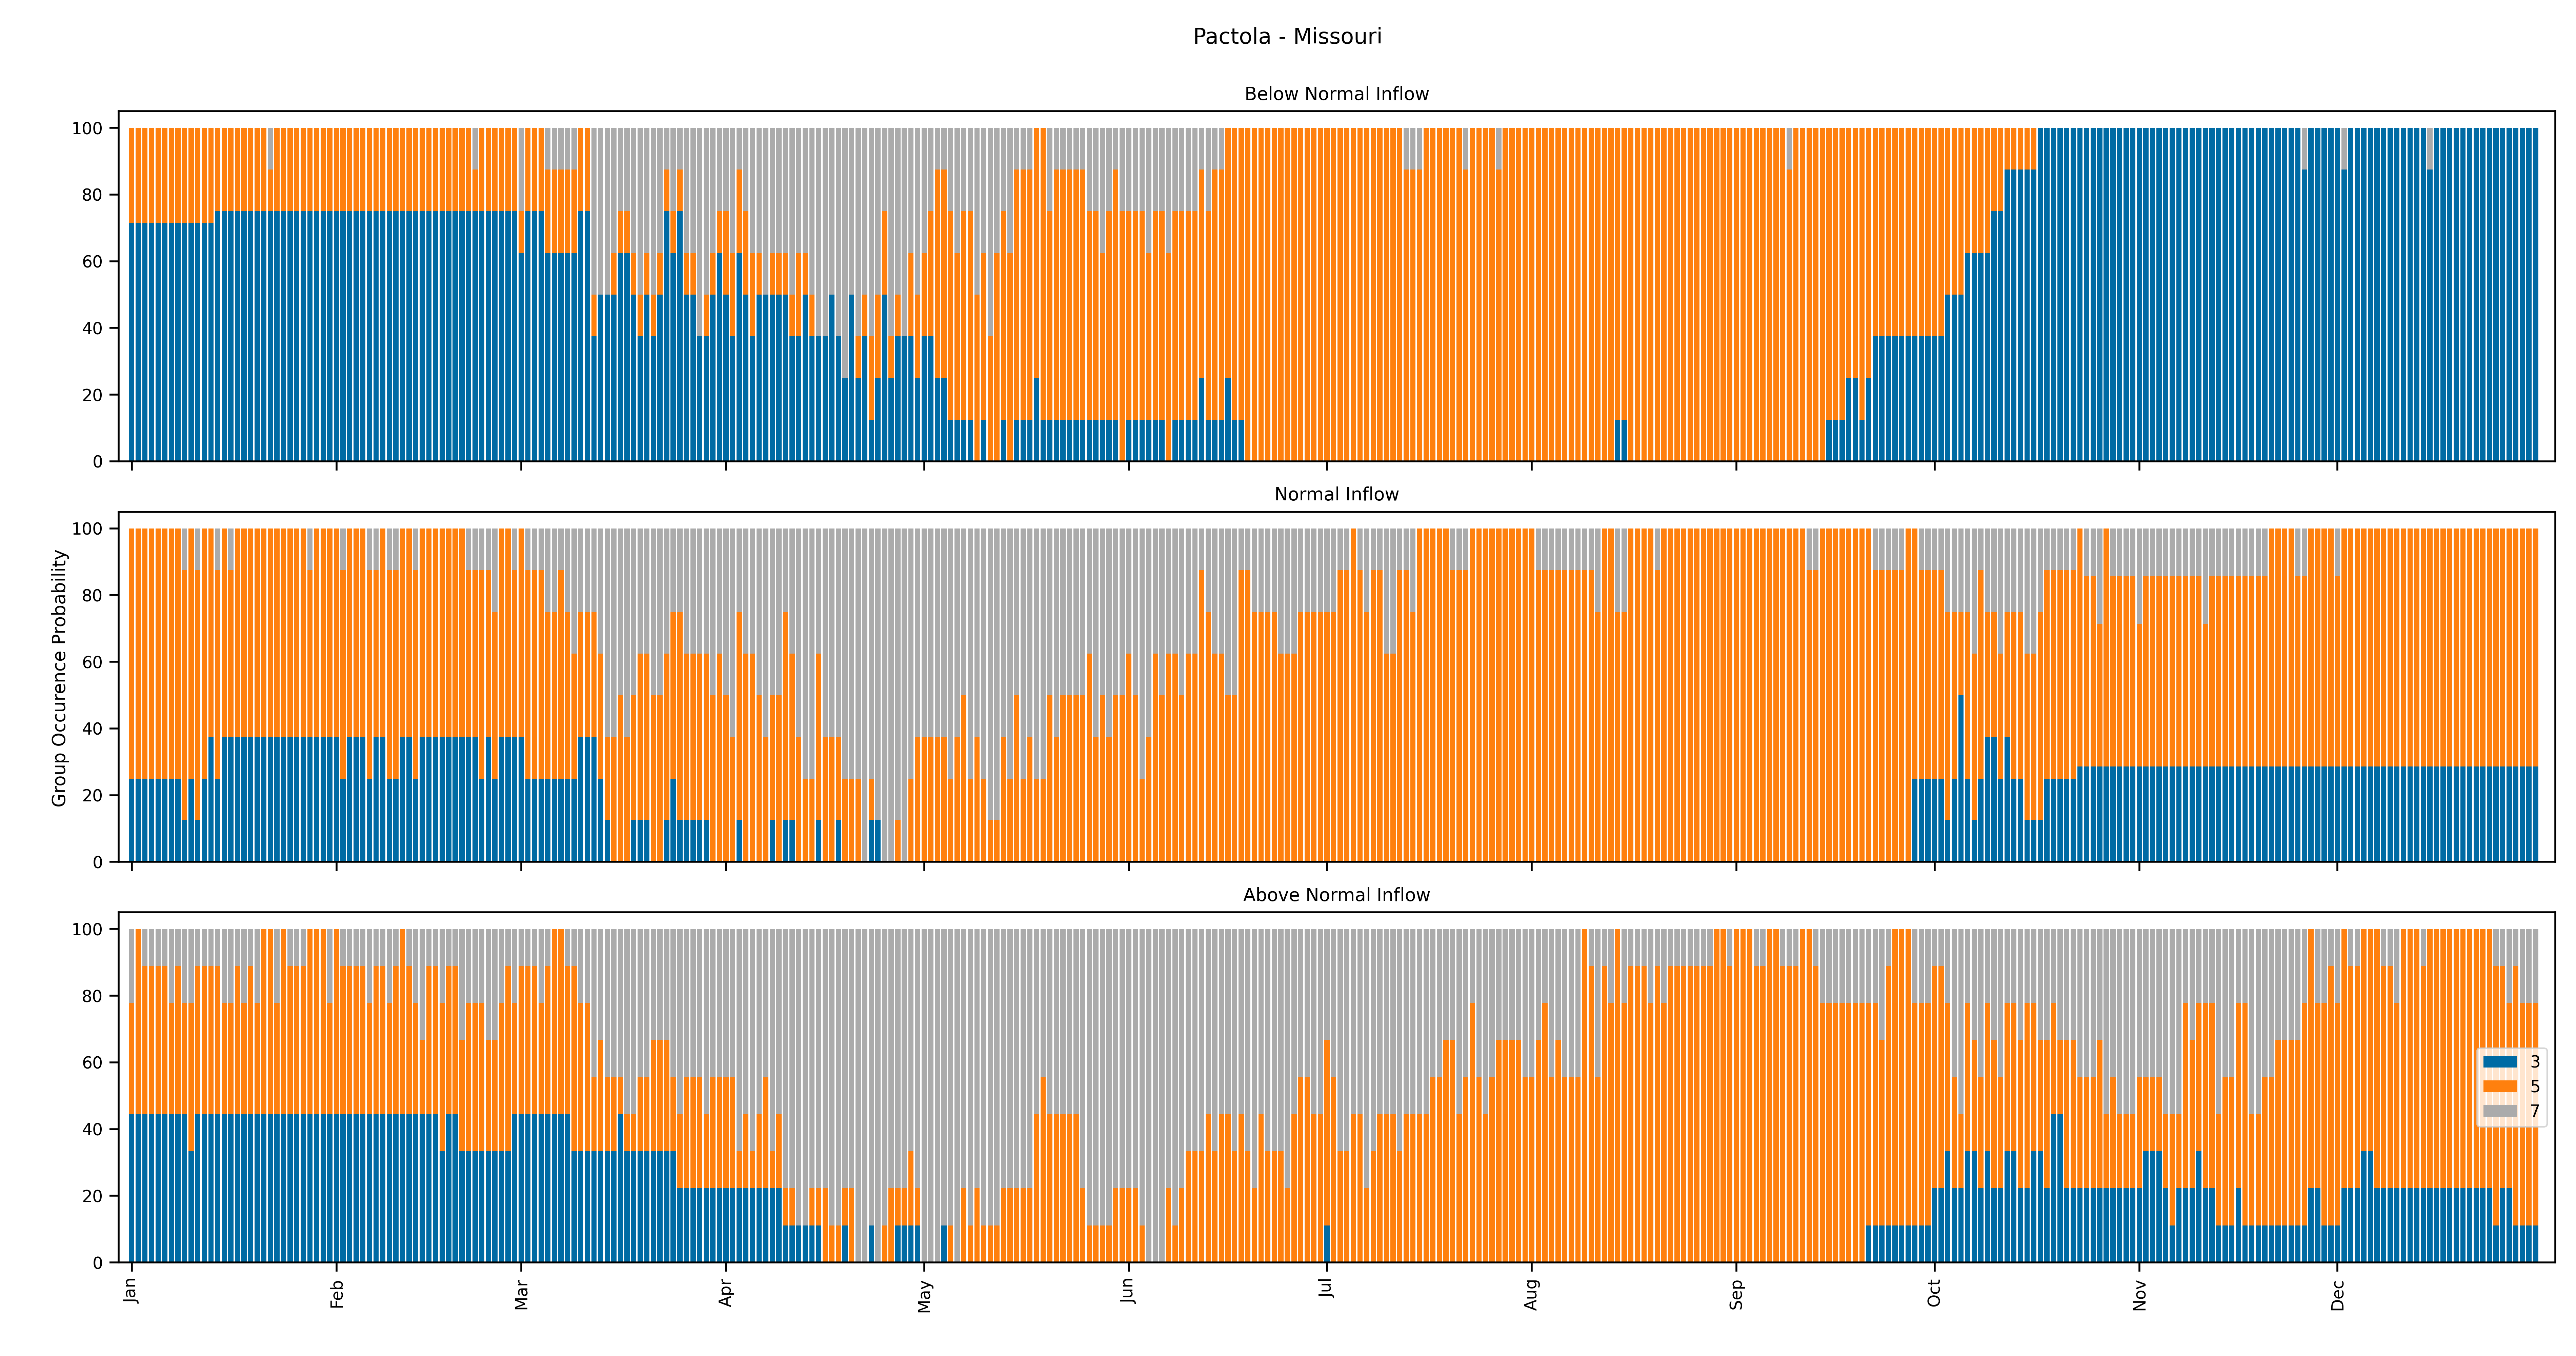 Pactola - Missouri
Below Normal Inflow
100
80
60
40
20
0
Normal Inflow
Group Occurence Probability
100
80
60
40
20
0
Above Normal Inflow
100
80
60
40
20
0
3
5
7
Jan
Feb
Mar
Apr
May
Jun
Jul
Aug
Sep
Oct
Nov
Dec